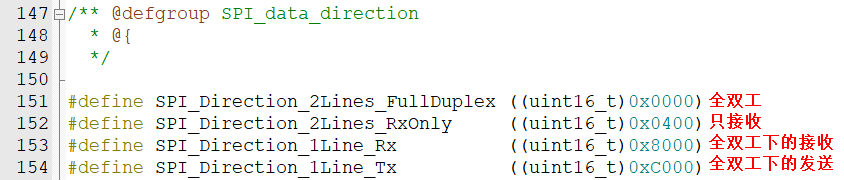 147 /** @defgroup SPI_data_direction
148 * @{
149 */
150
151 #define SPI_Direction_2Lines_FullDuplex ((uint16_t)0x0000) 全双工
152 #define SPI_Direction_2Lines_RxOnly ((uint16_t)0x0400) 只接收
153 #define SPI_Direction_1Line_Rx ((uint16_t)0x8000) 全双工下的接收
154 #define SPI_Direction_1Line_Tx ((uint16_t)0xC000) 全双工下的发送